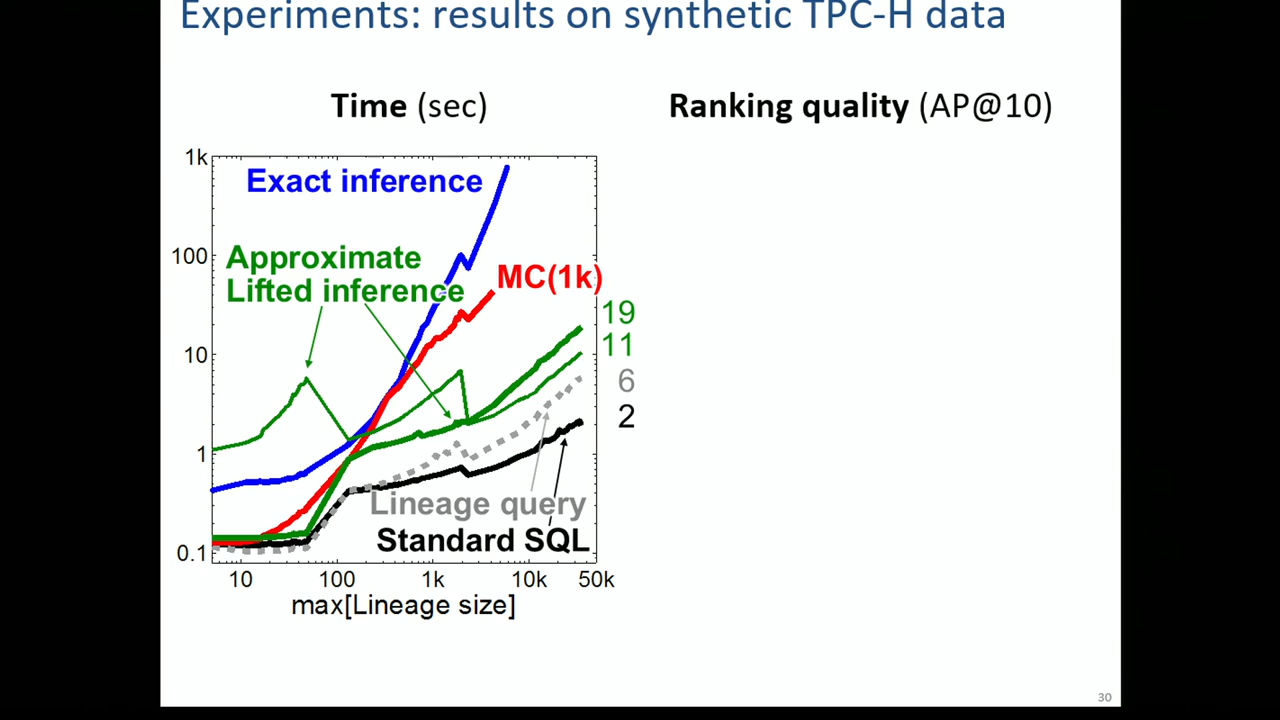 Experiments: results on synthetic TPC-H data
Time (sec)
Ranking quality (AP@10)
1k
100
10
1
0.1
Exact inference
Approximate
Lifted inference
MC(1k)
19
11
6
2
Lineage query
Standard SQL
10
100
1k
10k
50k
max[Lineage size]
30